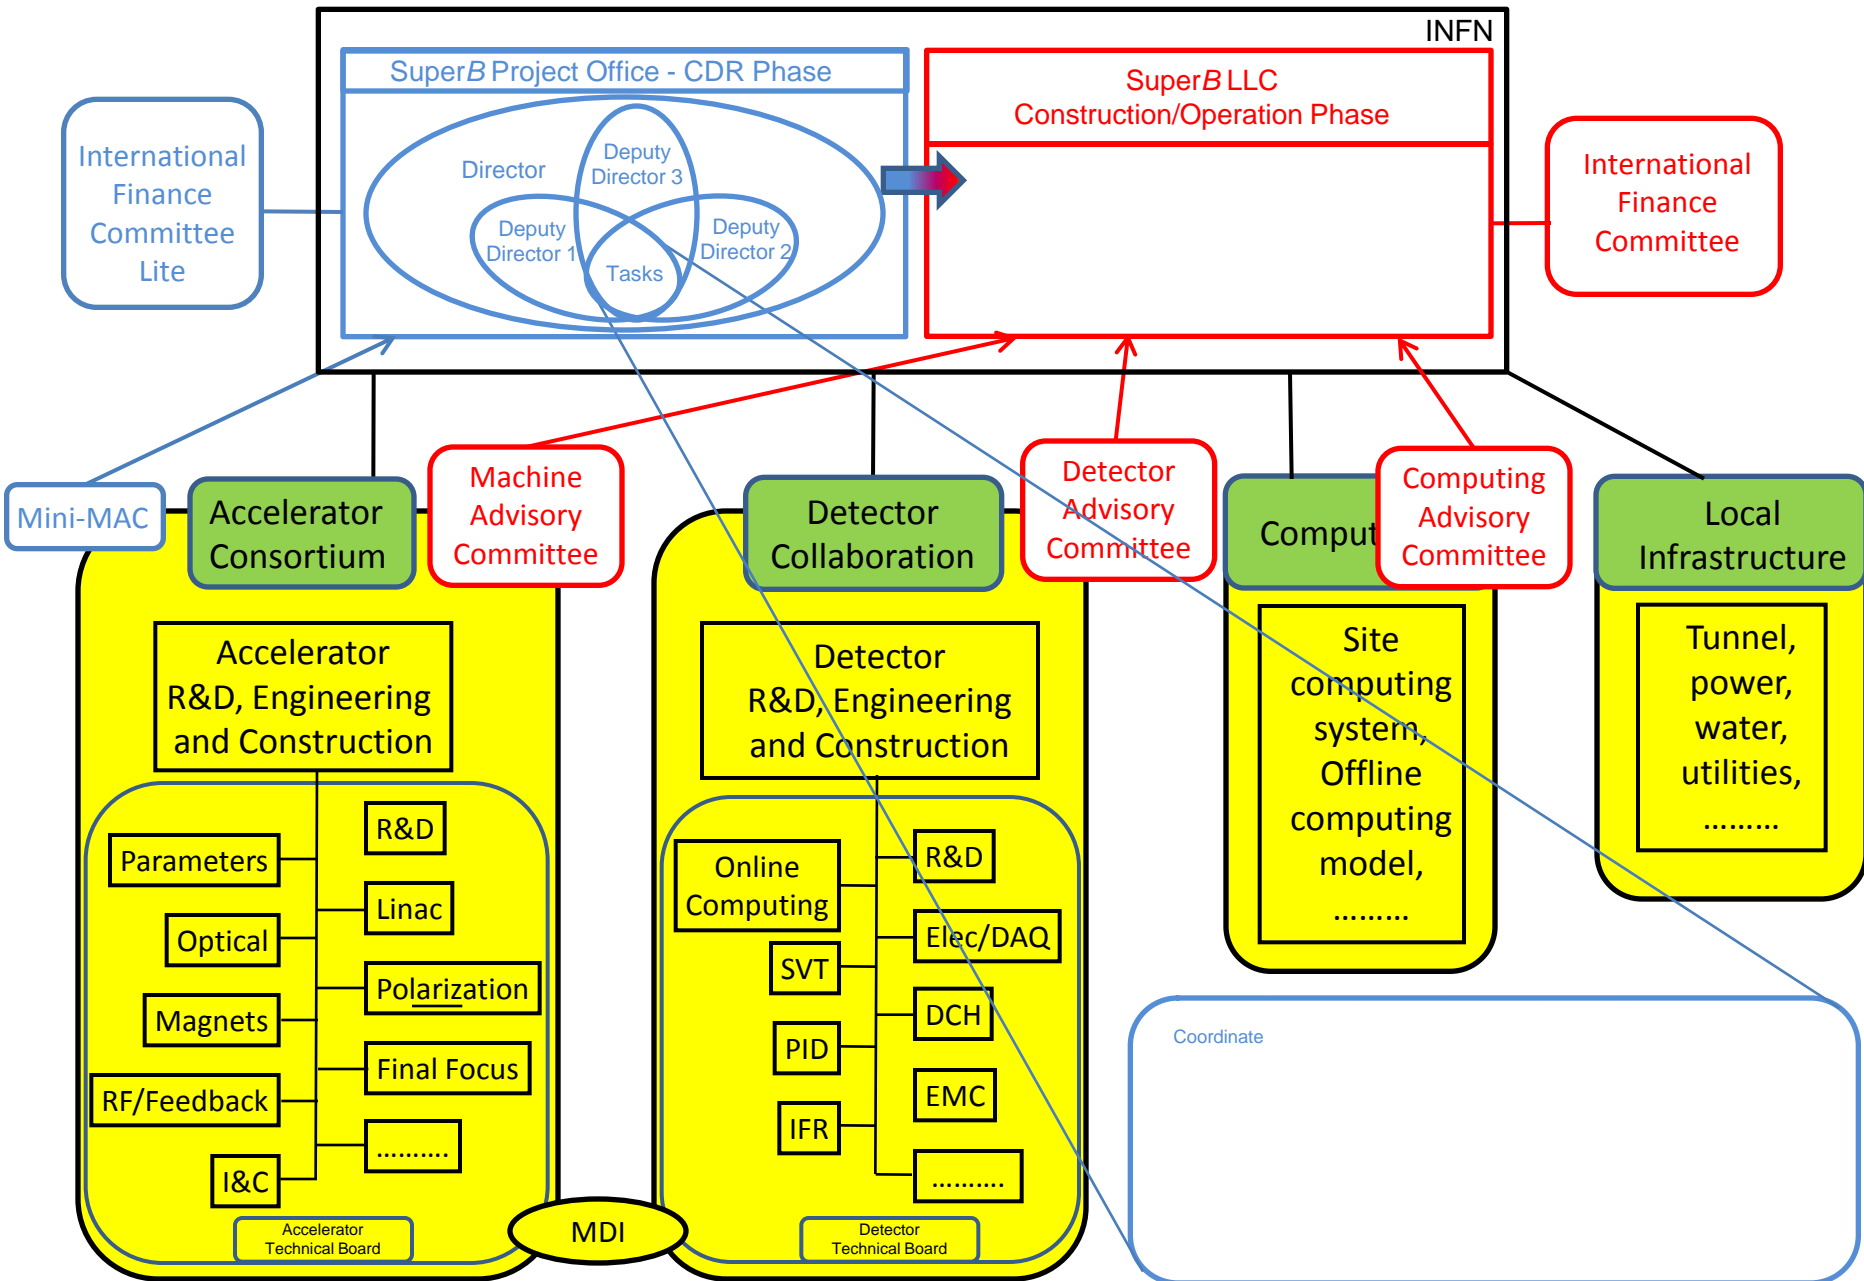 INFN
SuperB Project Office - CDR Phase
SuperB LLC
Construction/Operation Phase
International
Finance
Committee
Lite
Director
Deputy
Director 3
Deputy
Director 1
Deputy
Director 2
Tasks
International
Finance
Committee
Mini-MAC
Accelerator
Consortium
Machine
Advisory
Committee
Detector
Collaboration
Detector
Advisory
Committee
Comput
Computing
Advisory
Committee
Local
Infrastructure
Accelerator
R&D, Engineering
and Construction
Parameters
R&D
Linac
Optical
Polarization
Magnets
Final Focus
RF/Feedback
..........
I&C
Accelerator
Technical Board
MDI
Detector
R&D, Engineering
and Construction
Online
Computing
R&D
Elec/DAQ
SVT
DCH
PID
EMC
IFR
..........
Detector
Technical Board
Site
computing
system,
Offline
computing
model,
.........
Tunnel,
power,
water,
utilities,
.........
Coordinate